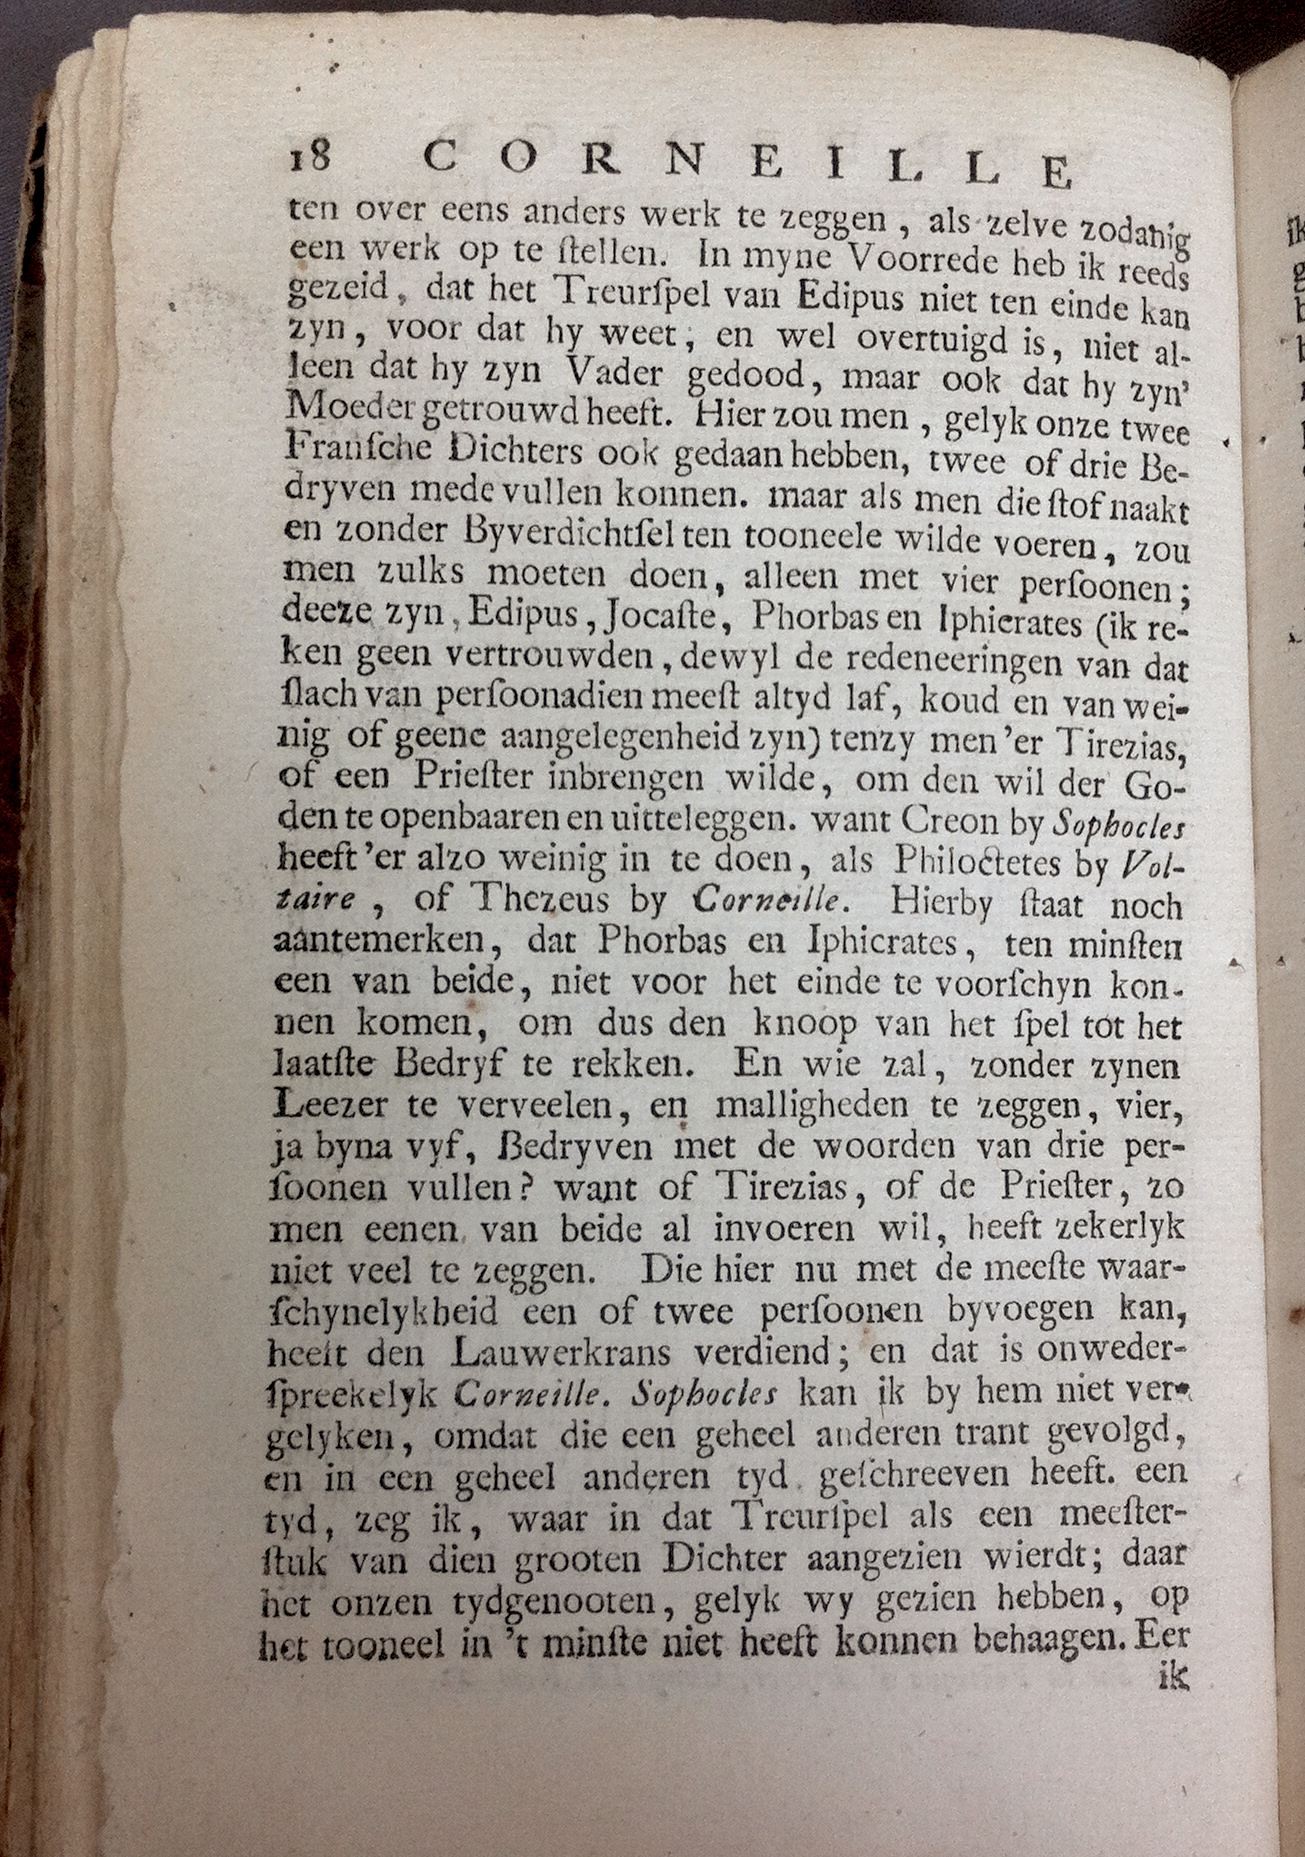 18 CORNEILLE
ten over eens anders werk te zeggen, als zelve zodanig
een werk op te ſtellen. In myne Voorrede heb ik reeds
gezeid, dat het Treurſpel van Edipus niet ten einde kan
zyn, voor dat hy weet, en wel overtuigd is, niet al-
leen dat hy zyn Vader gedood, maar ook dat hy zyn'
Moeder getrouwd heeft. Hier zou men, gelyk onze twee
Franſche Dichters ook gedaan hebben, twee of drie Be-
dryven mede vullen konnen. maar als men die ſtof naakt
en zonder Byverdichtſel ten tooneele wilde voeren, zou
men zulks moeten doen, alleen met vier perſoonen;
deeze zyn, Edipus, Jocaſte, Phorbas en Iphicrates (ik re-
ken geen vertrouwden, dewyl de redeneeringen van dat
ſlach van perſoonadien meeſt altyd laf, koud en van wei-
nig of geene aangelegenheid zyn) tenzy men 'er Tirezias,
of een Prieſter inbrengen wilde, om den wil der Go-
den te openbaaren en uitteleggen. want Creon by Sophocles
heeft 'er alzo weinig in te doen, als Philoctetes by Vol-
taire, of Thezeus by Corneille. Hierby ſtaat noch
aantemerken, dat Phorbas en Iphicrates, ten minſten
een van beide, niet voor het einde te voorſchyn kon-
nen komen, om dus den knoop van het ſpel tot het
laatſte Bedryf te rekken. En wie zal, zonder zynen
Leezer te verveelen, en malligheden te zeggen, vier,
ja byna vyf, Bedryven met de woorden van drie per-
ſoonen vullen? want of Tirezias, of de Prieſter, zo
men eenen van beide al invoeren wil, heeft zekerlyk
niet veel te zeggen. Die hier nu met de meeſte waar-
ſchynelykheid een of twee perſoonen byvoegen kan,
heeft den Lauwerkrans verdiend; en dat is onweder-
ſpreekelyk Corneille. Sophocles kan ik by hem niet ver-
gelyken, omdat die een geheel anderen trant gevolgd,
en in een geheel anderen tyd geſchreeven heeft. een
tyd, zeg ik, waar in dat Treurſpel als een meeſter-
ſtuk van dien grooten Dichter aangezien wierdt; daar
het onzen tydgenooten, gelyk wy gezien hebben, op
het tooneel in 't minſte niet heeft konnen behaagen. Eer
ik